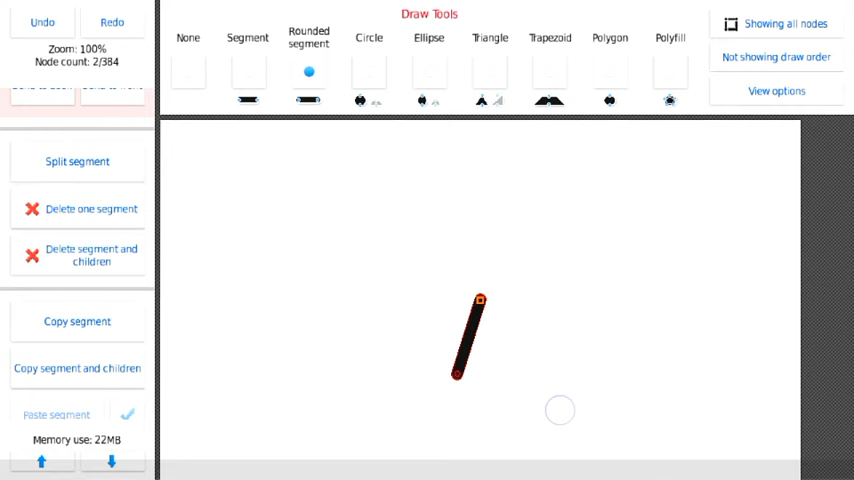 Undo
Redo
Zoom: 100%
Node count: 2/384
Split segment
Delete one segment
Delete segment and
children
Copy segment
Copy segment and children
Paste segment
Memory use: 22MB
Draw Tools
None
Segment
Rounded
segment
Circle
Ellipse
Triangle
Trapezoid
Polygon
Polyfill
Showing all nodes
Not showing draw order
View options